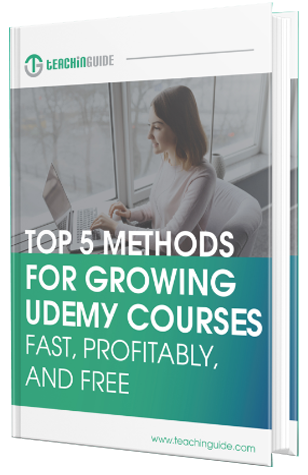 TEACHINGUIDE
TOP 5 METHODS
FOR GROWING
UDEMY COURSES
FAST, PROFITABLY,
AND FREE
www.teachinguide.com